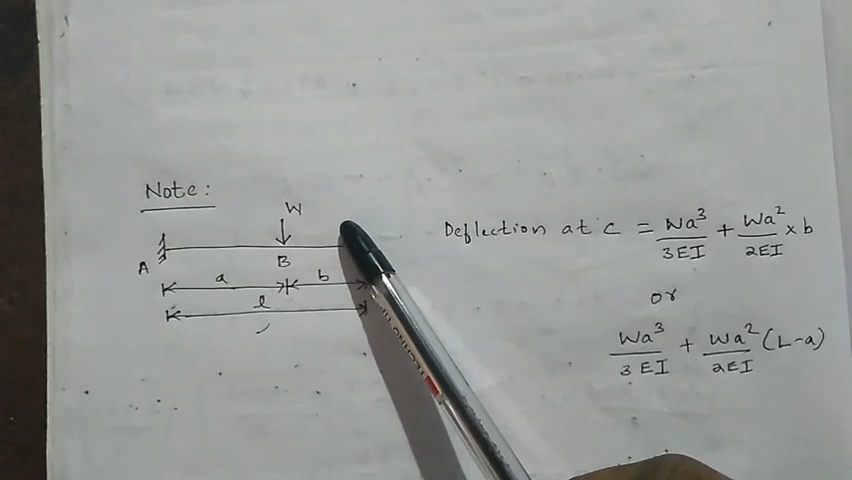 Note:
W
A
B
a
b
l
Deflection at c = Wa³/3EI + Wa²/2EI × b
or
Wa³/3EI + Wa²/2EI (L-a)